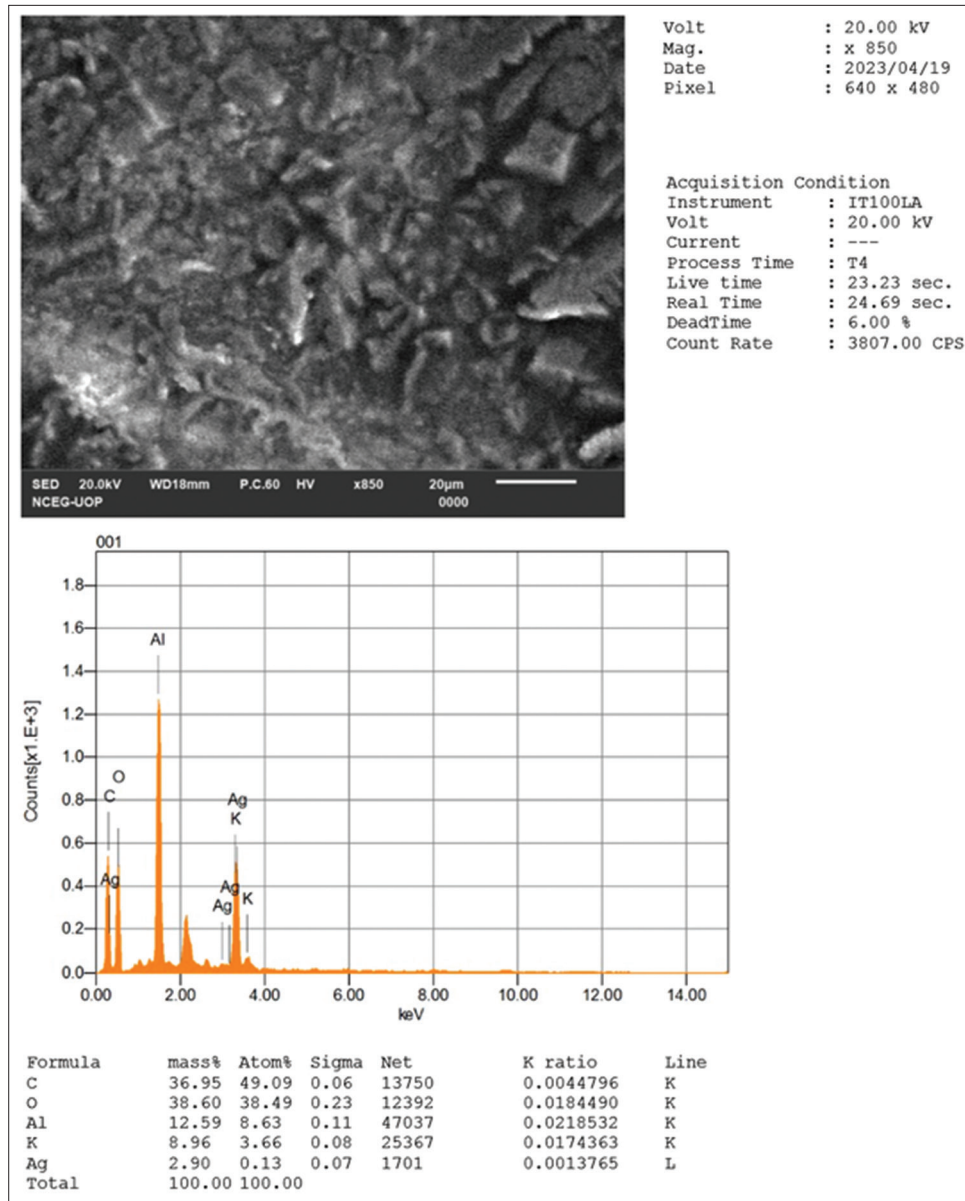 Volt : 20.00 kV
Mag. : x 850
Date : 2023/04/19
Pixel : 640 x 480
Acquisition Condition
Instrument : IT100LA
Volt : 20.00 kV
Current : ---
Process Time : T4
Live time : 23.23 sec.
Real Time : 24.69 sec.
DeadTime : 6.00 %
Count Rate : 3807.00 CPS
SED 20.0kV WD18mm P.C.60 HV x850 20μm
NCEG-UOP 0000
001
Counts[x1.E+3]
1.8
1.6
1.4
1.2
1.0
0.8
0.6
0.4
0.2
0.0
Al
O
C
Ag
Ag
K
Ag
Ag
K
0.00 2.00 4.00 6.00 8.00 10.00 12.00 14.00
keV
Formula mass% Atom% Sigma Net K ratio Line
C 36.95 49.09 0.06 13750 0.0044796 K
O 38.60 38.49 0.23 12392 0.0184490 K
Al 12.59 8.63 0.11 47037 0.0218532 K
K 8.96 3.66 0.08 25367 0.0174363 K
Ag 2.90 0.13 0.07 1701 0.0013765 L
Total 100.00 100.00